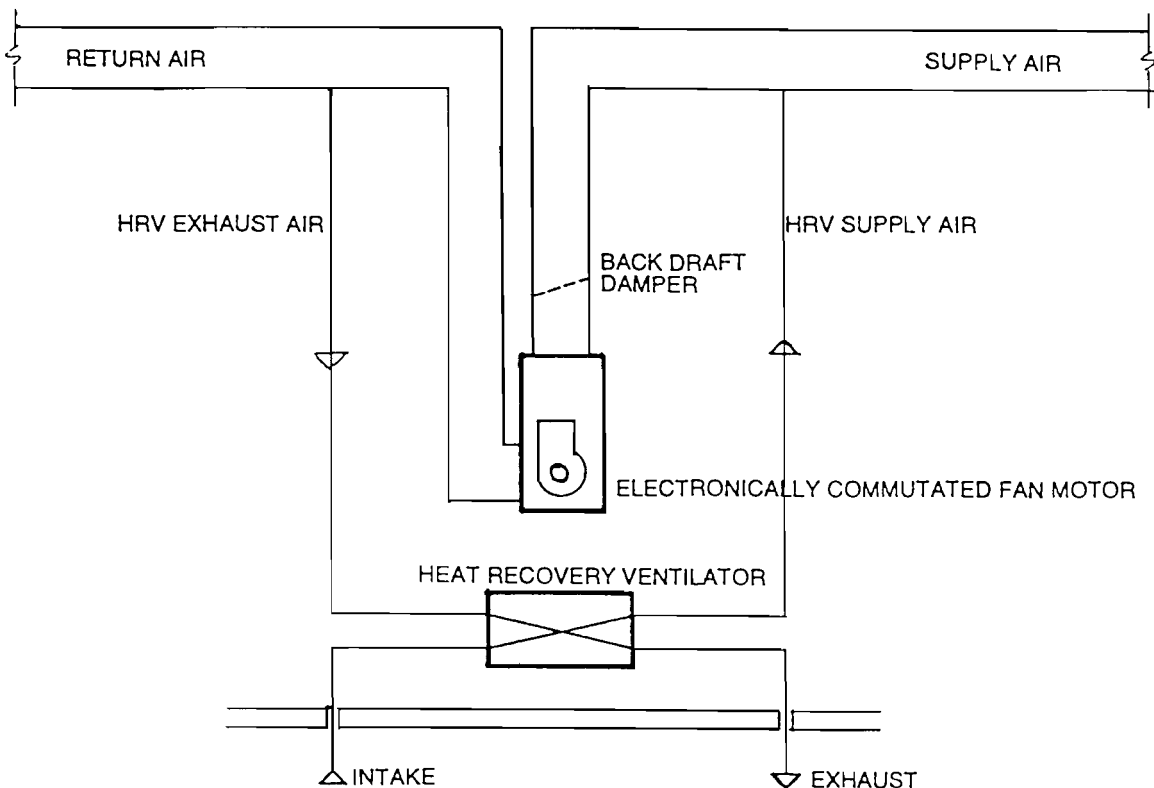 RETURN AIR
SUPPLY AIR
HRV EXHAUST AIR
HRV SUPPLY AIR
BACK DRAFT
DAMPER
ELECTRONICALLY COMMUTATED FAN MOTOR
HEAT RECOVERY VENTILATOR
INTAKE
EXHAUST